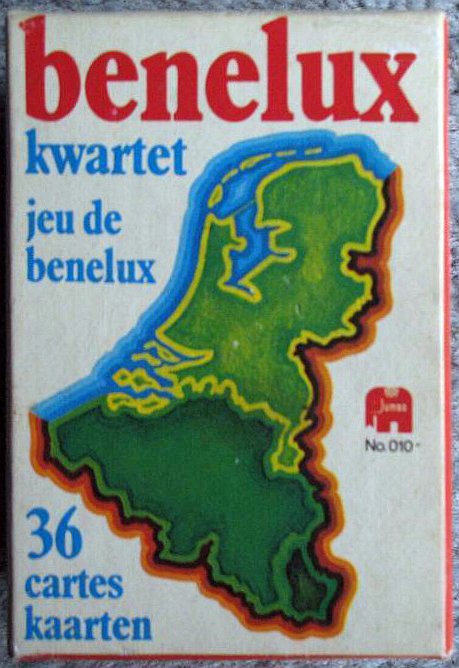 benelux
kwartet
jeu de
benelux
Jumbo
No. 010
36
cartes
kaarten